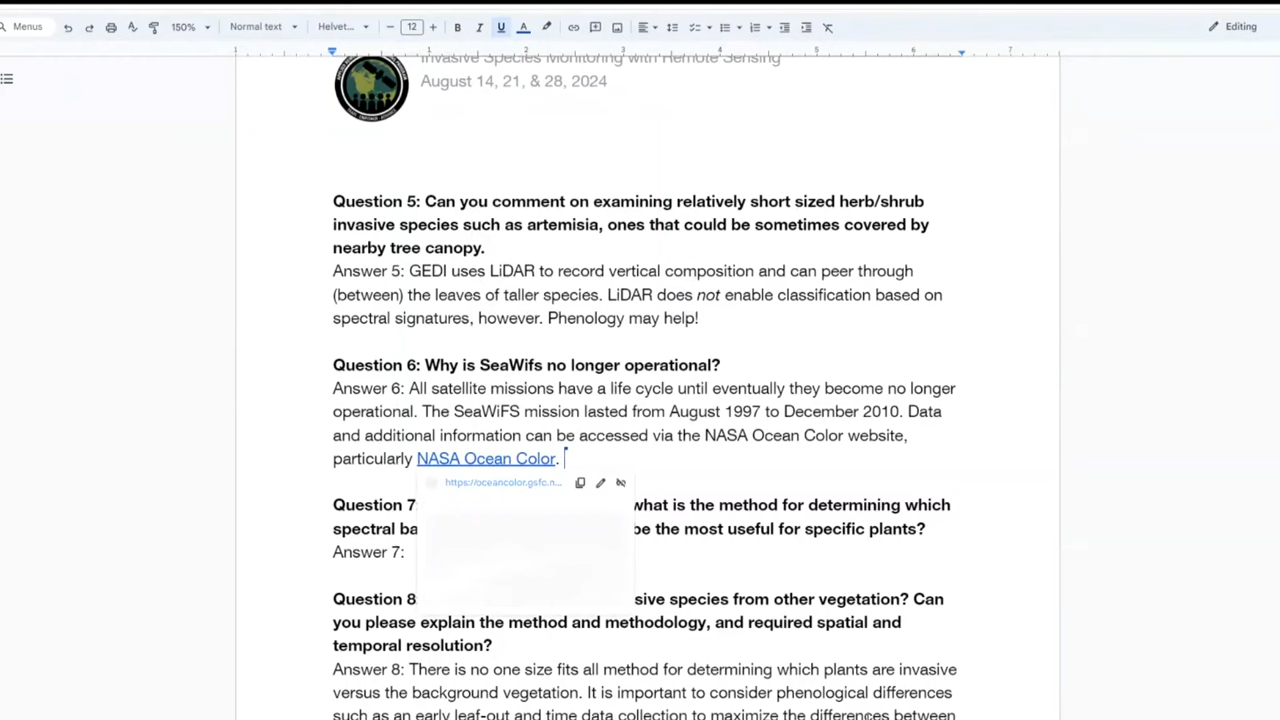 Menus
150%
Normal text
Helvet...
12
B
I
U
A
Editing
1
1
2
3
4
5
6
7
Invasive Species Monitoring with Remote Sensing
August 14, 21, & 28, 2024
Question 5: Can you comment on examining relatively short sized herb/shrub
invasive species such as artemisia, ones that could be sometimes covered by
nearby tree canopy.
Answer 5: GEDI uses LiDAR to record vertical composition and can peer through
(between) the leaves of taller species. LiDAR does not enable classification based on
spectral signatures, however. Phenology may help!
Question 6: Why is SeaWifs no longer operational?
Answer 6: All satellite missions have a life cycle until eventually they become no longer
operational. The SeaWiFS mission lasted from August 1997 to December 2010. Data
and additional information can be accessed via the NASA Ocean Color website,
particularly NASA Ocean Color.
https://oceancolor.gsfc.n...
Question 7: what is the method for determining which
spectral ba be the most useful for specific plants?
Answer 7:
Question 8 sive species from other vegetation? Can
you please explain the method and methodology, and required spatial and
temporal resolution?
Answer 8: There is no one size fits all method for determining which plants are invasive
versus the background vegetation. It is important to consider phenological differences
such as an early leaf-out and time data collection to maximize the differences between